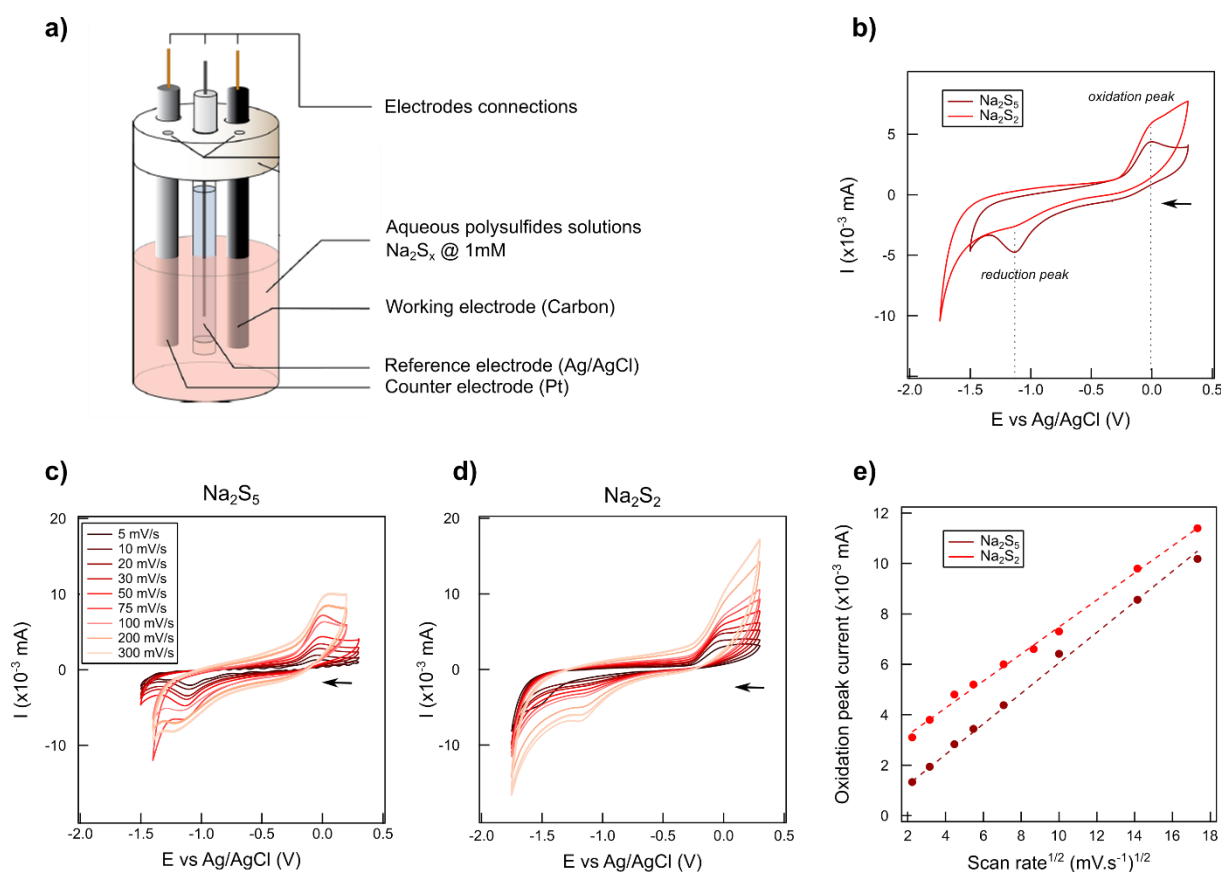 a)
Electrodes connections
Aqueous polysulfides solutions
Na₂Sₓ @ 1mM
Working electrode (Carbon)
Reference electrode (Ag/AgCl)
Counter electrode (Pt)
b)
Na₂S₅
Na₂S₂
oxidation peak
reduction peak
5
0
-5
-10
I (x10⁻³ mA)
-2.0 -1.5 -1.0 -0.5 0.0 0.5
E vs Ag/AgCl (V)
c)
Na₂S₅
20
10
0
-10
I (x10⁻³ mA)
5 mV/s
10 mV/s
20 mV/s
30 mV/s
50 mV/s
75 mV/s
100 mV/s
200 mV/s
300 mV/s
-2.0 -1.5 -1.0 -0.5 0.0 0.5
E vs Ag/AgCl (V)
d)
Na₂S₂
20
10
0
-10
I (x10⁻³ mA)
-2.0 -1.5 -1.0 -0.5 0.0 0.5
E vs Ag/AgCl (V)
e)
Na₂S₅
Na₂S₂
12
10
8
6
4
2
0
Oxidation peak current (x10⁻³ mA)
2 4 6 8 10 12 14 16 18
Scan rate¹ᐟ² (mV.s⁻¹)¹ᐟ²